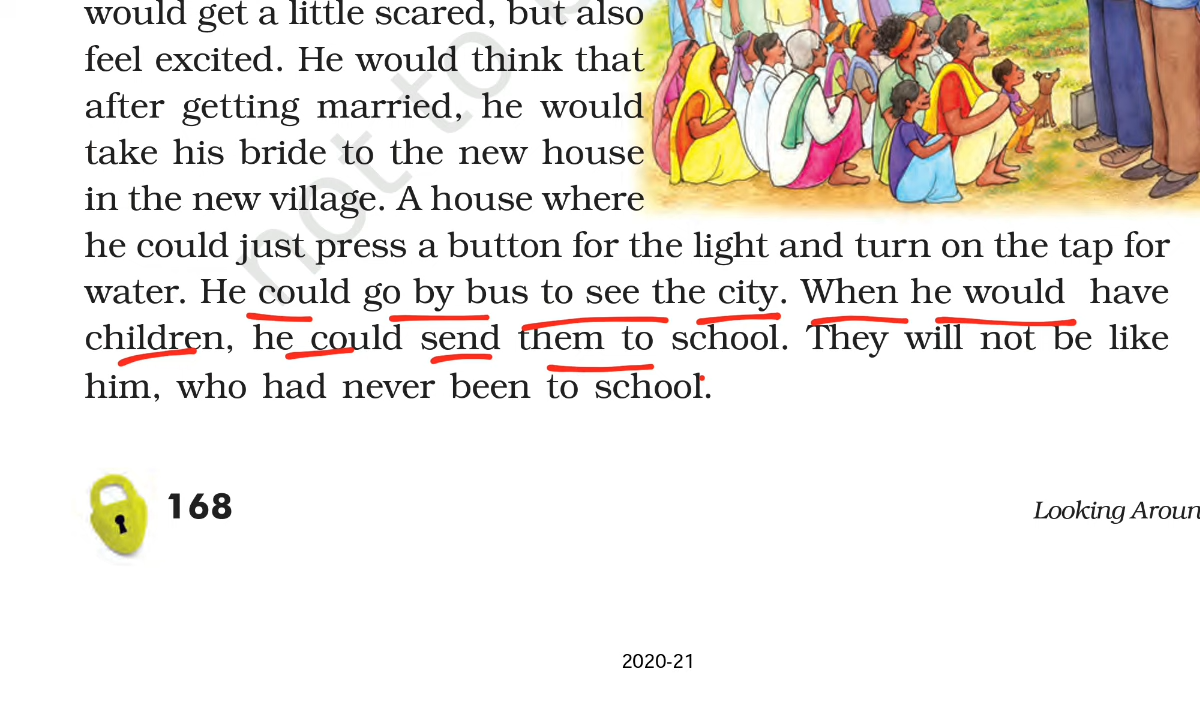 would get a little scared, but also
feel excited. He would think that
after getting married, he would
take his bride to the new house
in the new village. A house where
he could just press a button for the light and turn on the tap for
water. He could go by bus to see the city. When he would have
children, he could send them to school. They will not be like
him, who had never been to school.
168
Looking Aroun
2020-21
not to